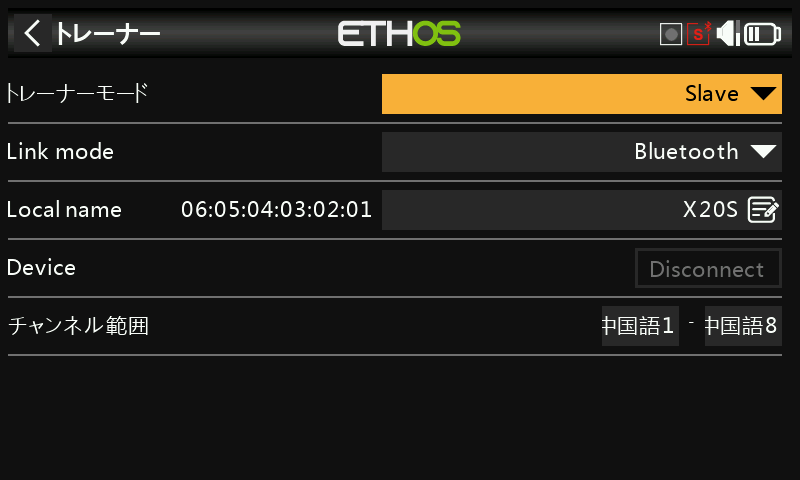 トレーナー ETHOS S
トレーナーモード Slave
Link mode Bluetooth
Local name 06:05:04:03:02:01 X20S
Device Disconnect
チャンネル範囲 中国語1 - 中国語8